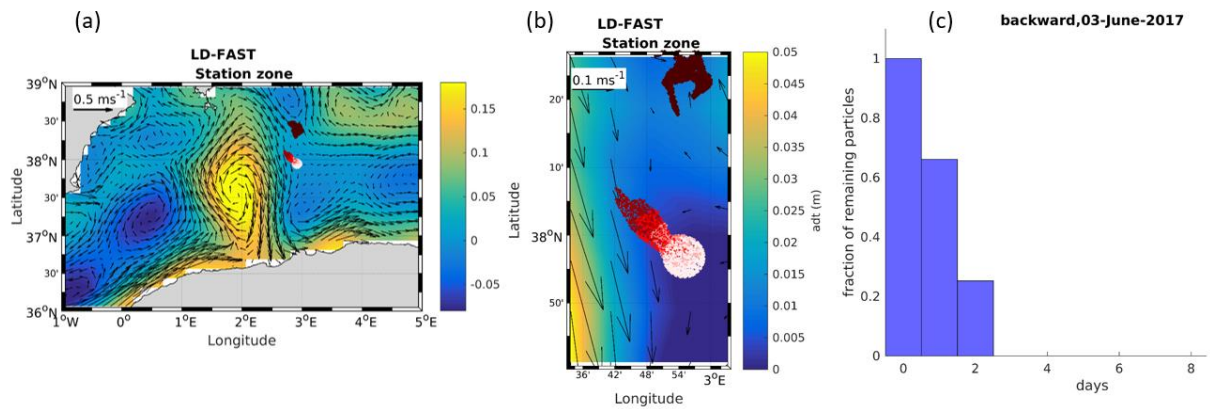 (a)
LD-FAST
Station zone
0.5 ms⁻¹
39°N
30'
38°N
30'
37°N
30'
36°N
1°W
0°
1°E
2°E
3°E
4°E
5°E
Latitude
Longitude
0.15
0.1
0.05
0
-0.05
(b)
LD-FAST
Station zone
0.1 ms⁻¹
20'
10'
38°N
50'
36'
42'
48'
54'
3°E
Latitude
Longitude
0.05
0.045
0.04
0.035
0.03
0.025
0.02
0.015
0.01
0.005
0
adt (m)
(c)
backward,03-June-2017
1
0.8
0.6
0.4
0.2
0
0
2
4
6
8
fraction of remaining particles
days